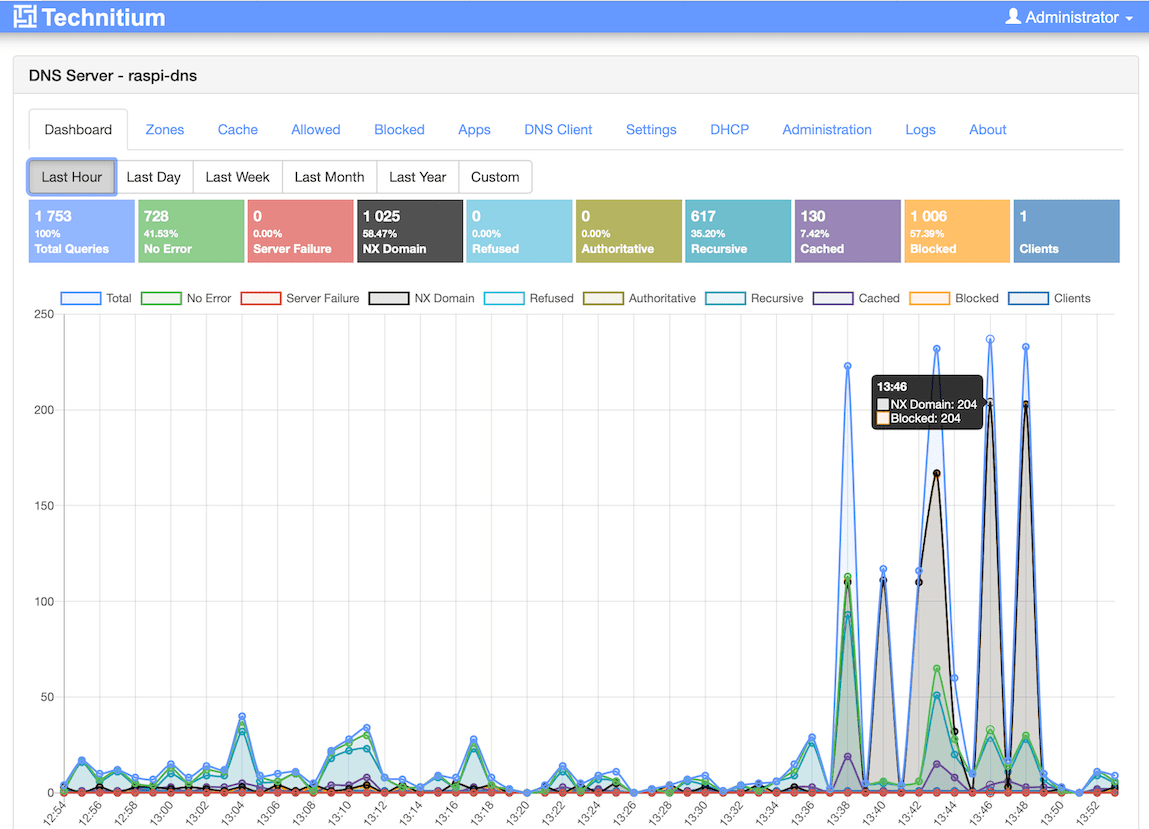 Technitium
Administrator
DNS Server - raspi-dns
Dashboard Zones Cache Allowed Blocked Apps DNS Client Settings DHCP Administration Logs About
Last Hour Last Day Last Week Last Month Last Year Custom
1 753 728 0 1 025 0 0 617 130 1 006 1
100% 41.53% 0.00% 58.47% 0.00% 0.00% 35.20% 7.42% 57.39%
Total Queries No Error Server Failure NX Domain Refused Authoritative Recursive Cached Blocked Clients
Total No Error Server Failure NX Domain Refused Authoritative Recursive Cached Blocked Clients
250
13:46
NX Domain: 204
200
Blocked: 204
150
100
50
0
12:54 12:56 12:58 13:00 13:02 13:04 13:06 13:08 13:10 13:12 13:14 13:16 13:18 13:20 13:22 13:24 13:26 13:28 13:30 13:32 13:34 13:36 13:38 13:40 13:42 13:44 13:46 13:48 13:50 13:52